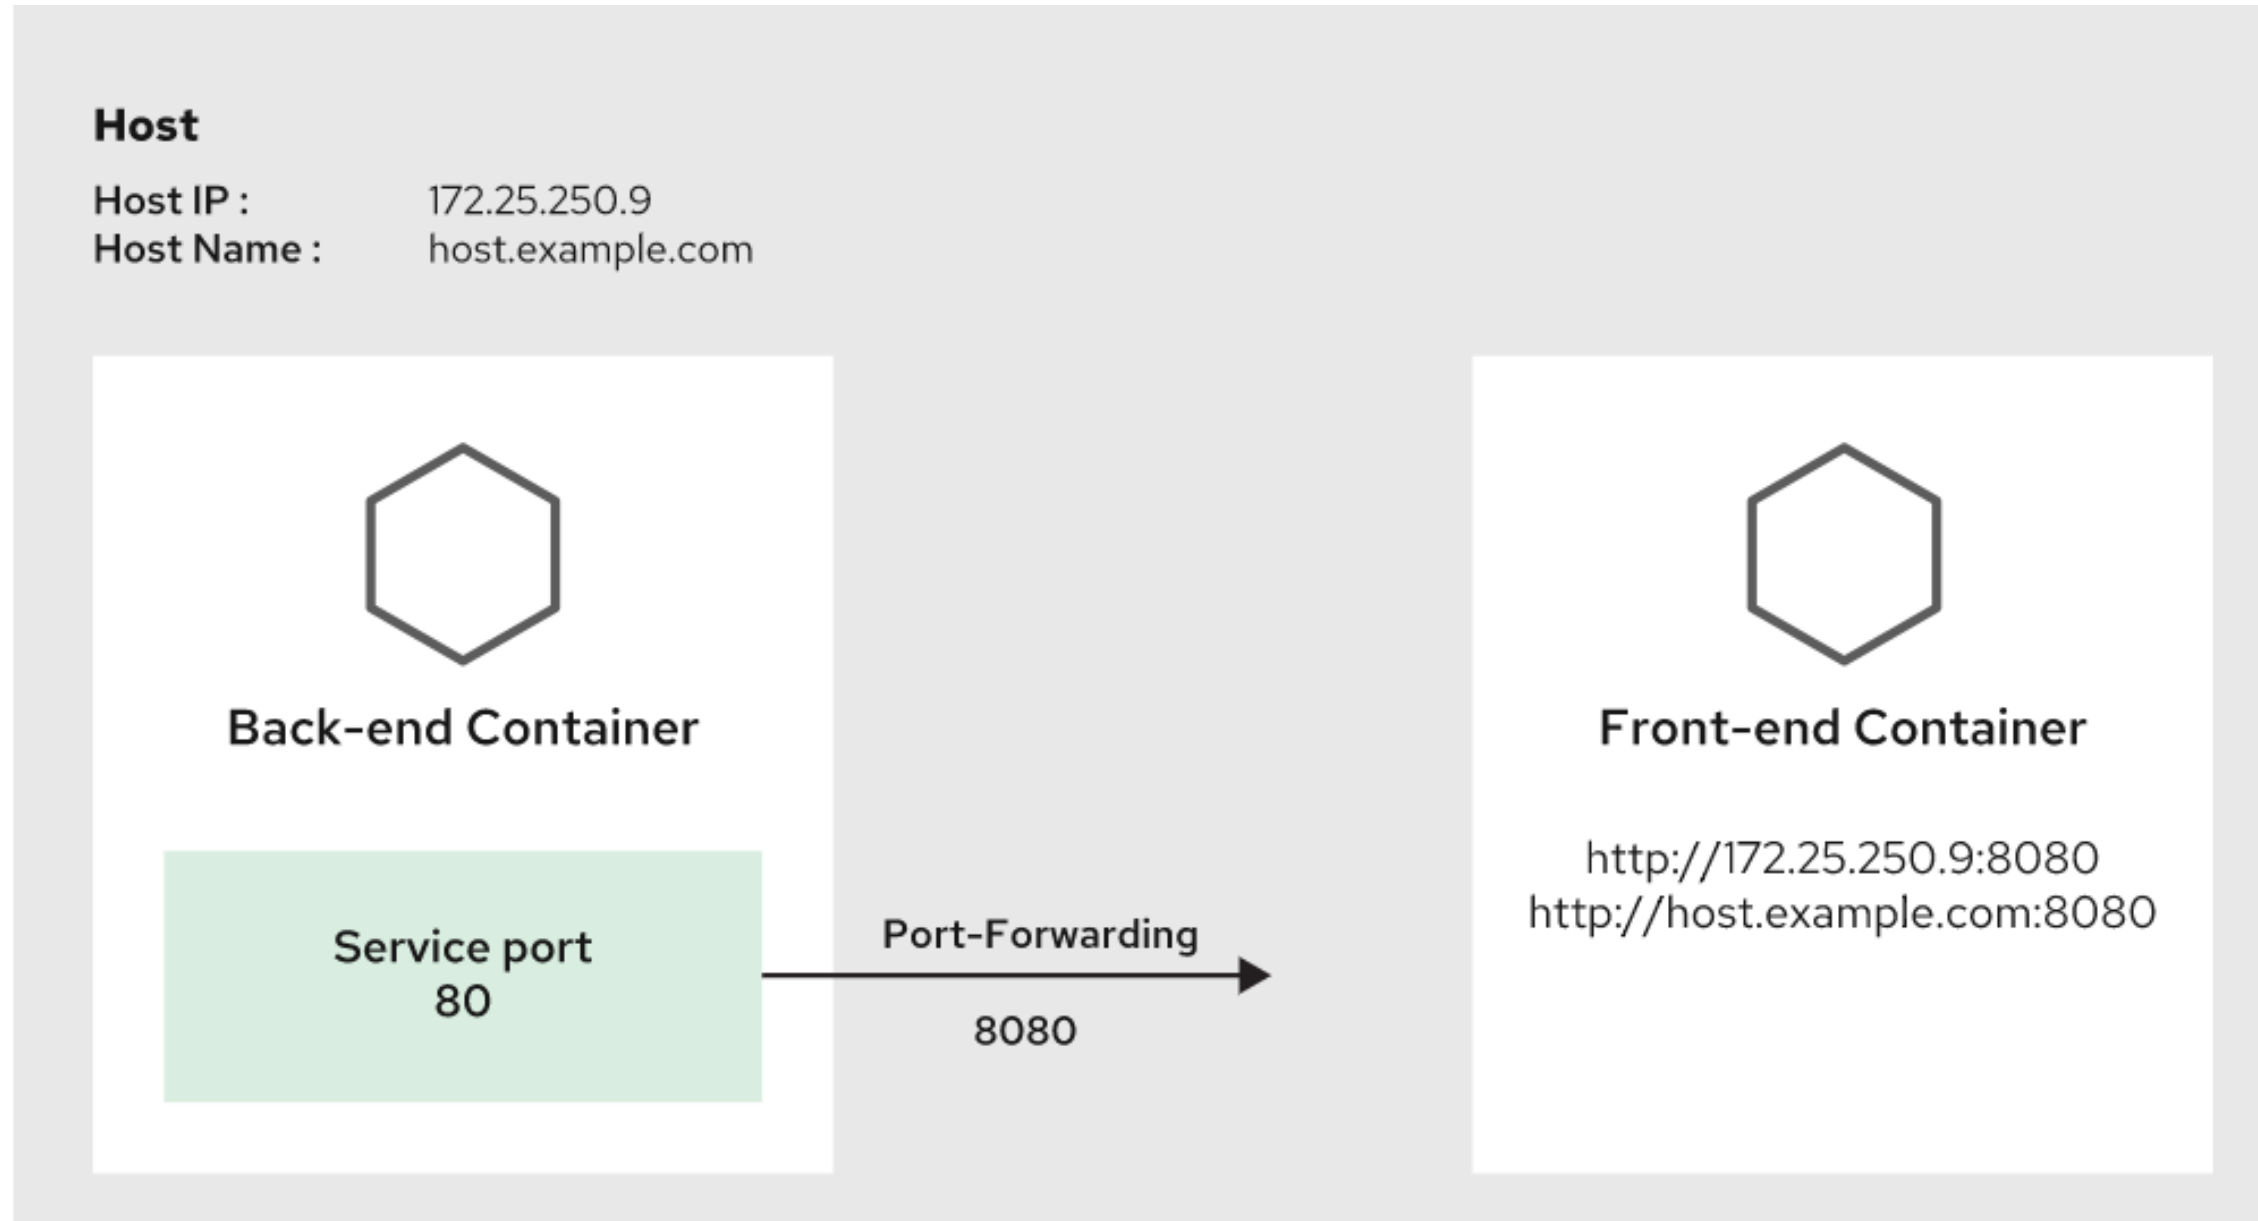 Host
Host IP : 172.25.250.9
Host Name : host.example.com
Back-end Container
Service port
80
Port-Forwarding
8080
Front-end Container
http://172.25.250.9:8080
http://host.example.com:8080